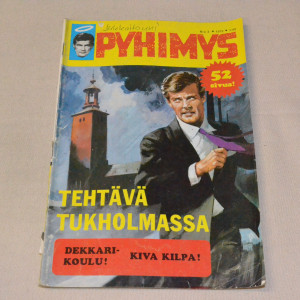 PYHIMYS
52
sivua!
TEHTÄVÄ
TUKHOLMASSA
DEKKARI-
KOULU!
KIVA KILPA!